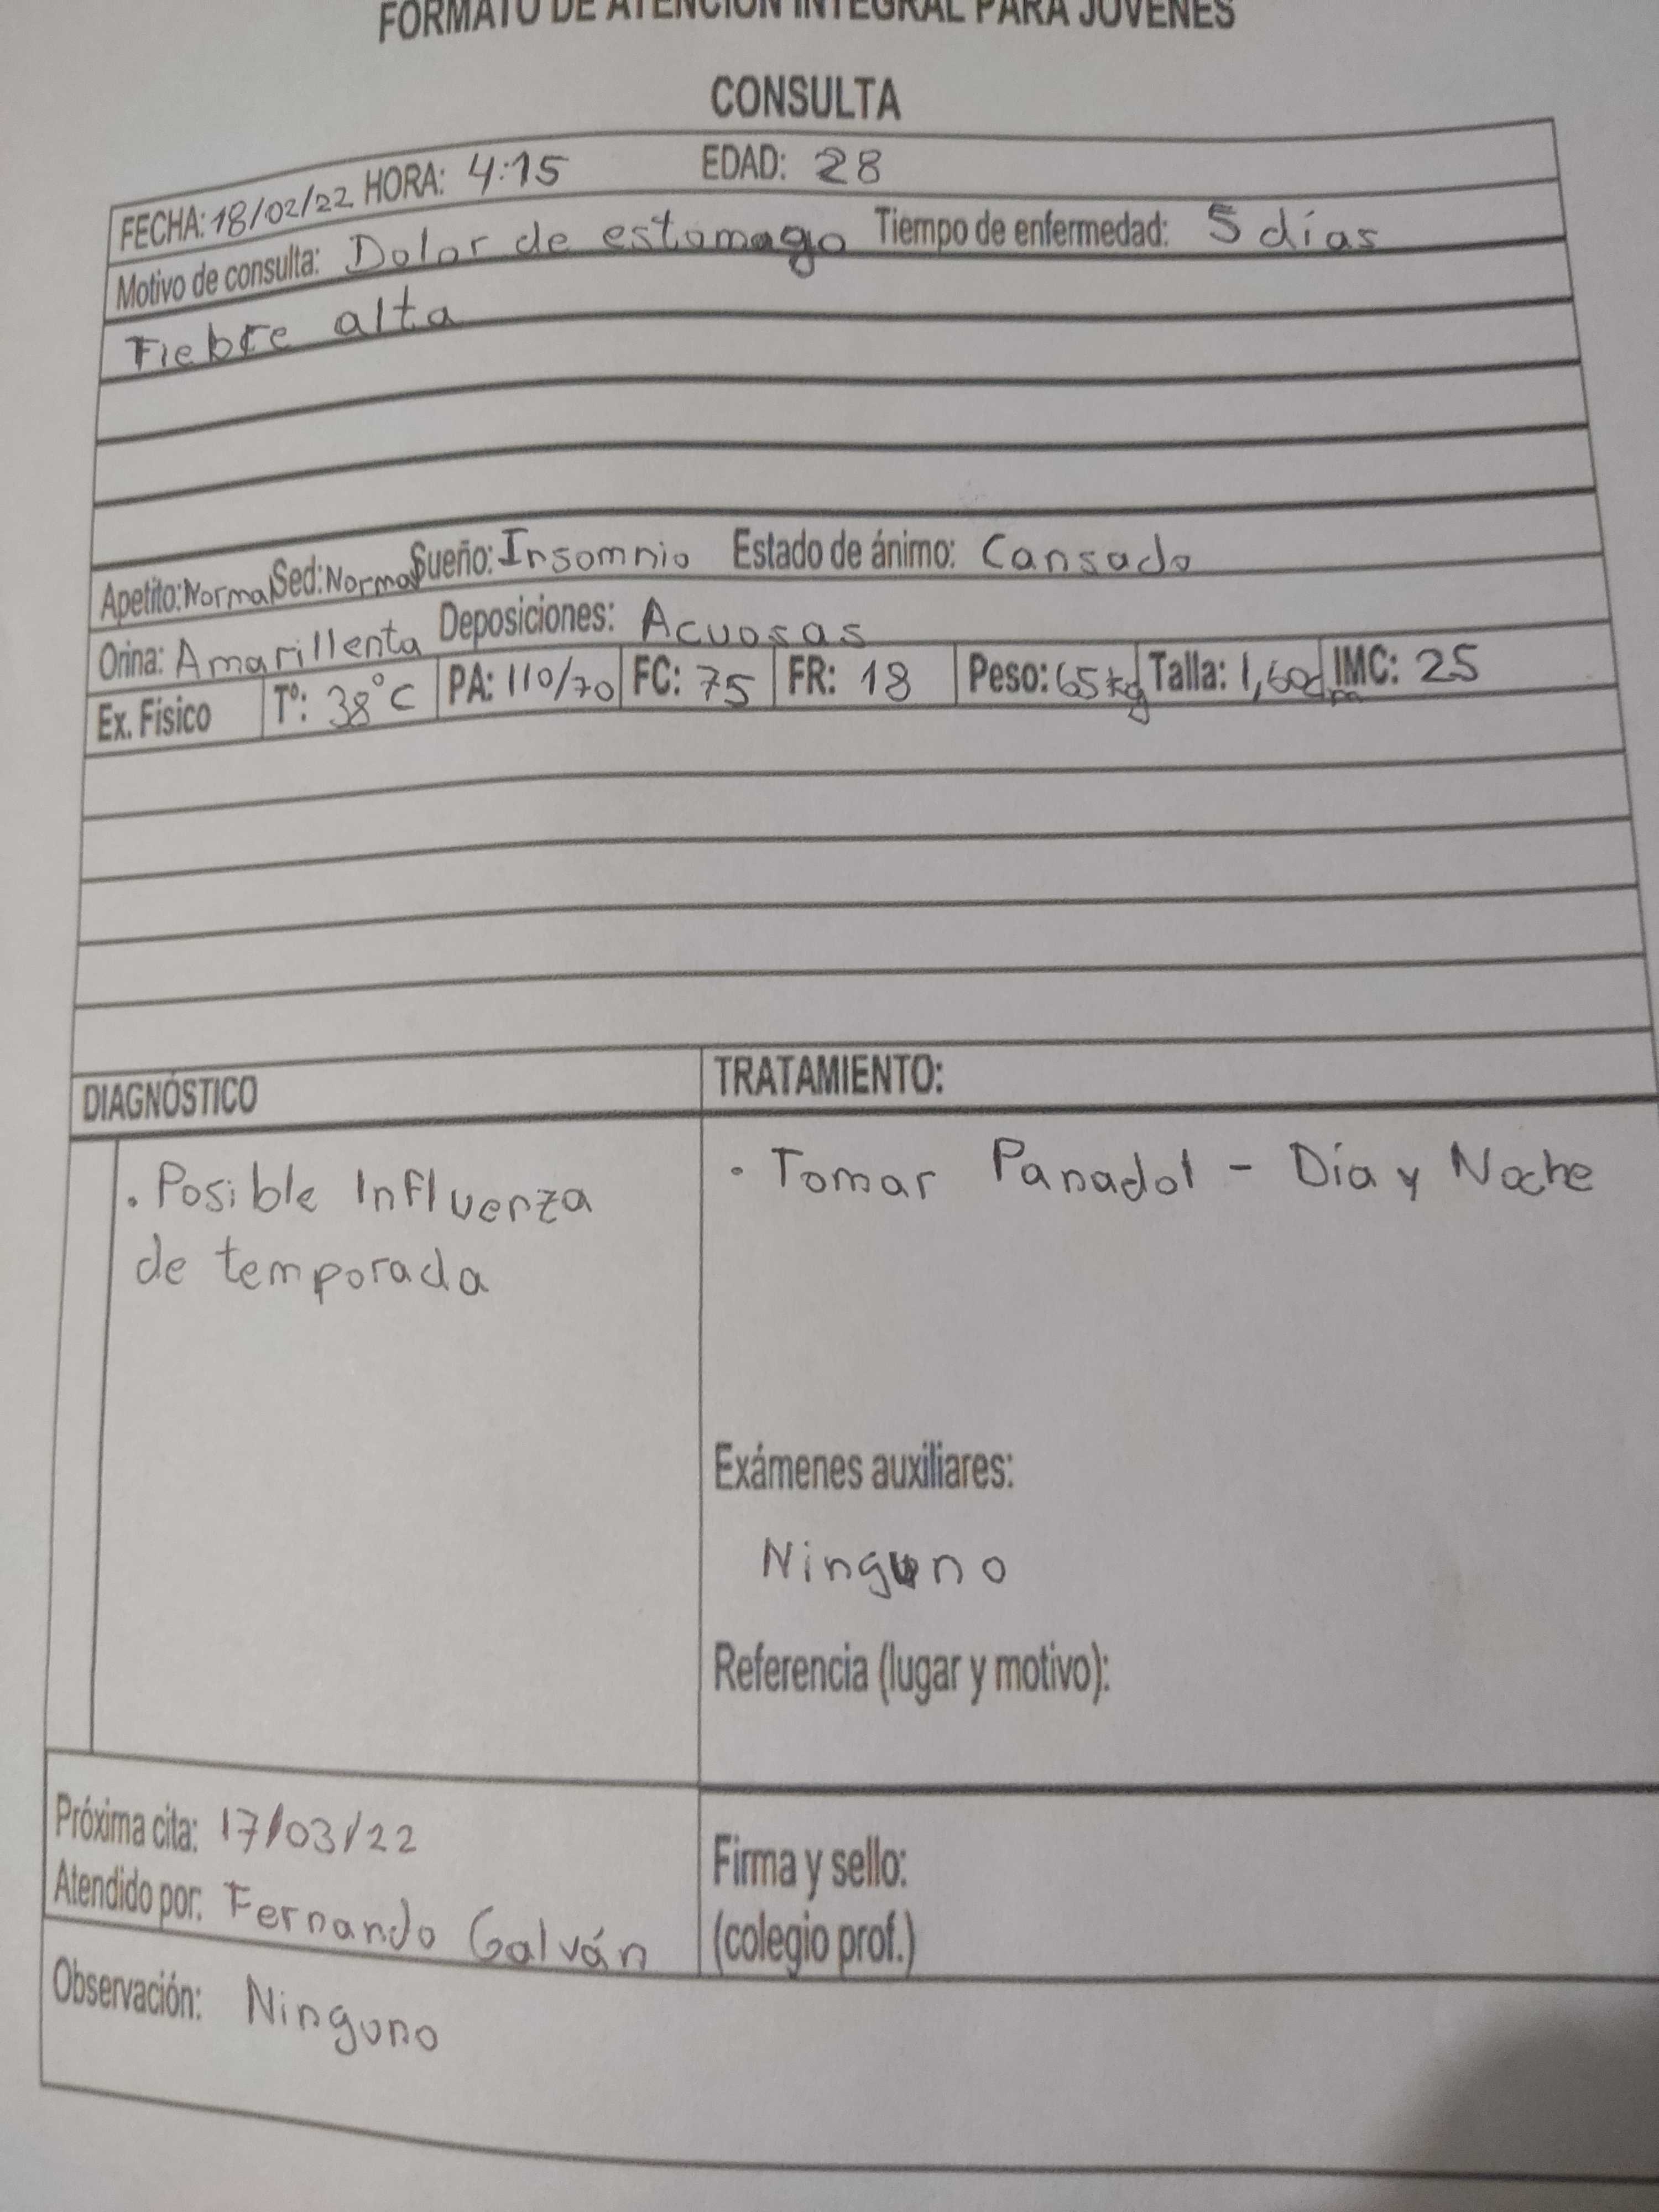 FORMATO DE ATENCIÓN INTEGRAL PARA JÓVENES
CONSULTA
FECHA: 18/02/22 HORA: 4:15 EDAD: 28
Motivo de consulta: Dolor de estomago Tiempo de enfermedad: 5 días
Fiebre alta
Apetito: Normal Sed: Normal Sueño: Insomnio Estado de ánimo: Cansado
Orina: Amarillenta Deposiciones: Acuosas
Ex. Físico Tº: 38°C PA: 110/70 FC: 75 FR: 18 Peso: 65kg Talla: 1,60cm IMC: 25
DIAGNÓSTICO TRATAMIENTO:
· Posible Influenza · Tomar Panadol - Día y Noche
de temporada
Exámenes auxiliares:
Ninguno
Referencia (lugar y motivo):
Próxima cita: 17/03/22
Atendido por: Fernando Galván
Firma y sello:
(colegio prof.)
Observación: Ninguno